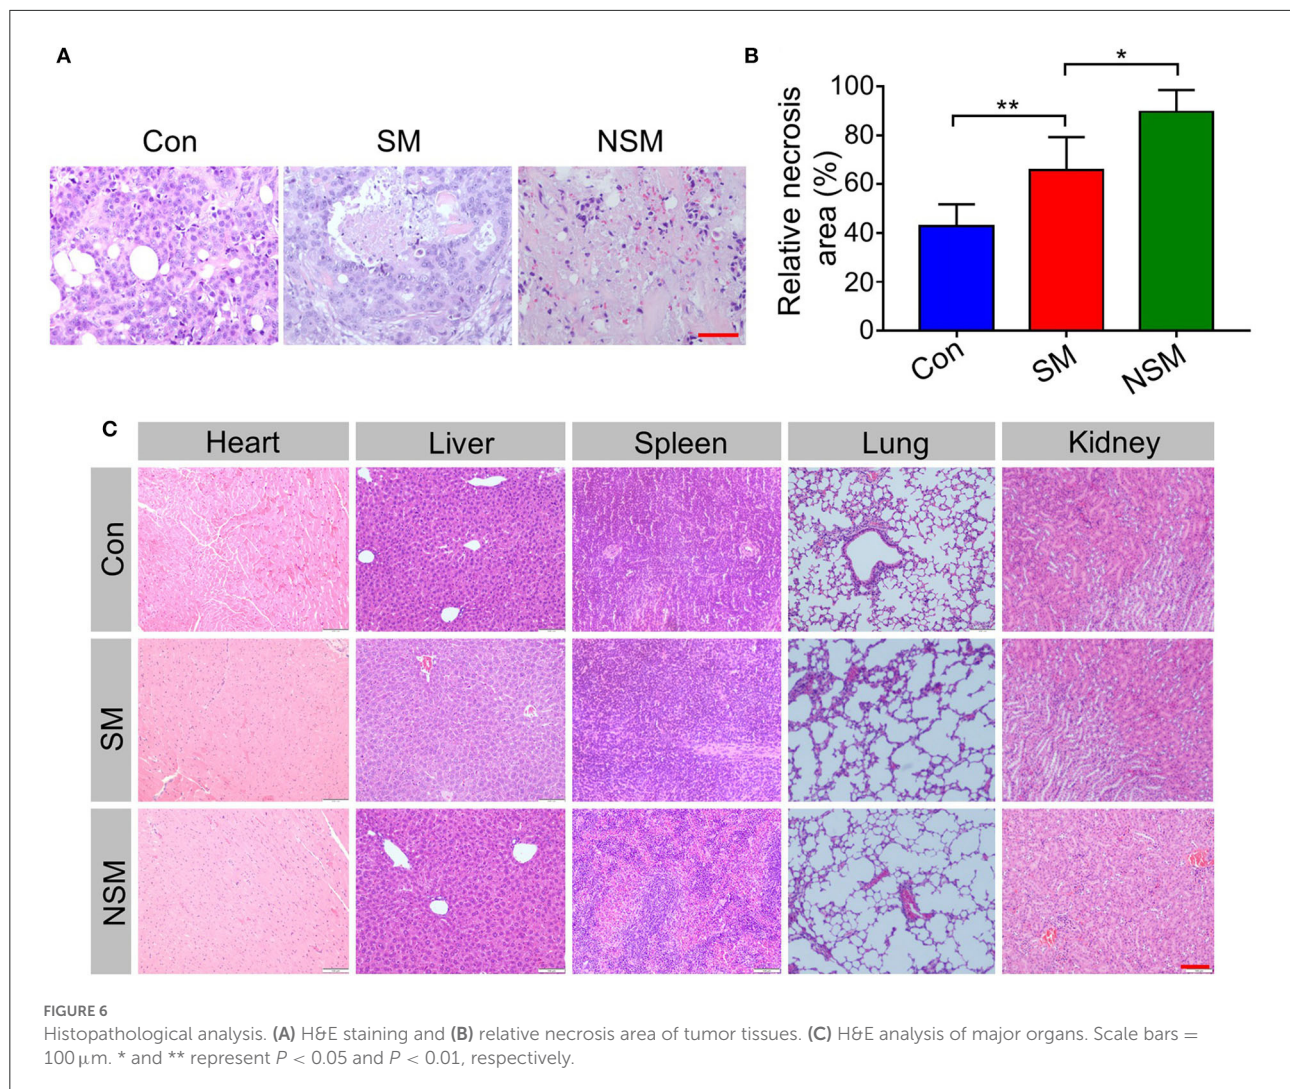 A
Con SM NSM
B
Relative necrosis
area (%)
100
80
60
40
20
0
**
*
Con SM NSM
C
Heart Liver Spleen Lung Kidney
Con
SM
NSM
FIGURE 6
Histopathological analysis. (A) H&E staining and (B) relative necrosis area of tumor tissues. (C) H&E analysis of major organs. Scale bars =
100 μm. * and ** represent P < 0.05 and P < 0.01, respectively.